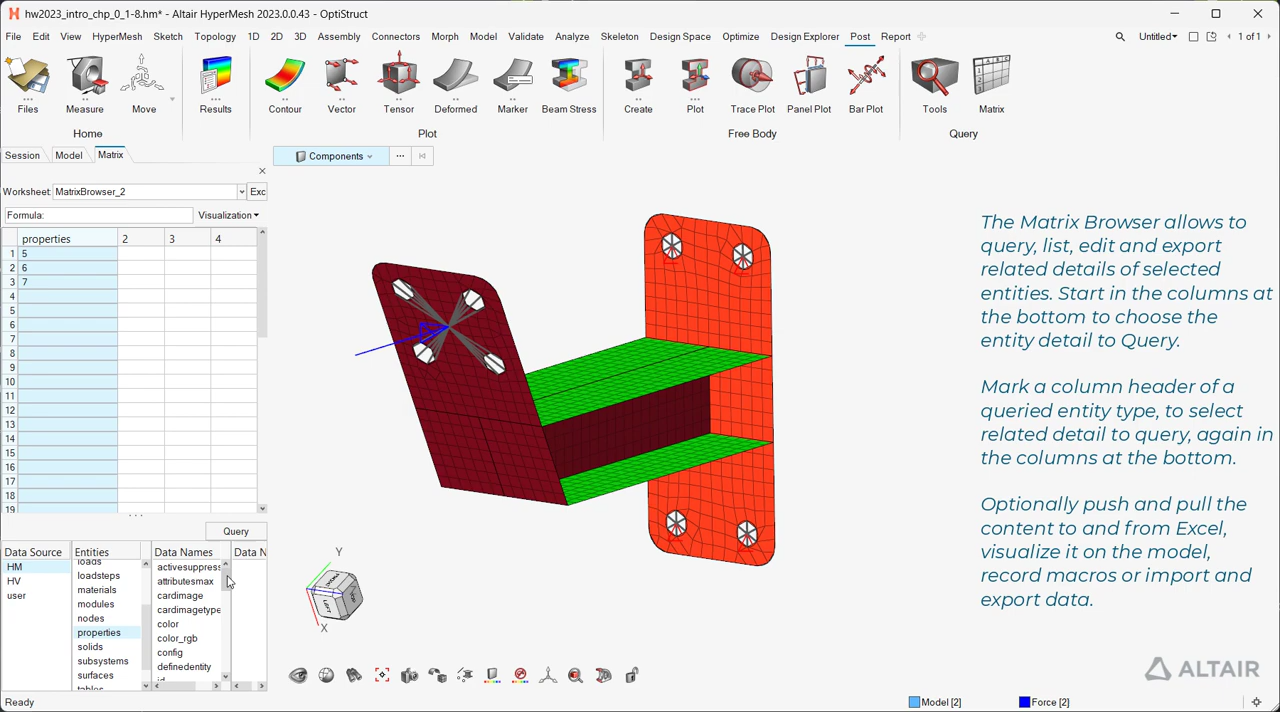 hw2023_intro_chp_0_1-8.hm* - Altair HyperMesh 2023.0.0.43 - OptiStruct
File Edit View HyperMesh Sketch Topology 1D 2D 3D Assembly Connectors Morph Model Validate Analyze Skeleton Design Space Optimize Design Explorer Post Report Untitled 1 of 1
Files Measure Move Results Contour Vector Tensor Deformed Marker Beam Stress Create Plot Trace Plot Panel Plot Bar Plot Tools Matrix
Home Plot Free Body Query
Session Model Matrix
Components
Worksheet: MatrixBrowser_2 Exc
Formula: Visualization
properties 2 3 4
1 5
2 6
3 7
4
5
6
7
8
9
10
11
12
13
14
15
16
17
18
19
Query
Data Source Entities Data Names Data N
HM loads activesuppress
HV loadsteps attributesmax
user materials cardimage
modules cardimagetype
nodes color
properties color_rgb
solids config
subsystems definedentity
surfaces id
tables
The Matrix Browser allows to
query, list, edit and export
related details of selected
entities. Start in the columns at
the bottom to choose the
entity detail to Query.
Mark a column header of a
queried entity type, to select
related detail to query, again in
the columns at the bottom.
Optionally push and pull the
content to and from Excel,
visualize it on the model,
record macros or import and
export data.
Y
FRONT
LEFT
X
ALTAIR
Ready Model [2] Force [2]